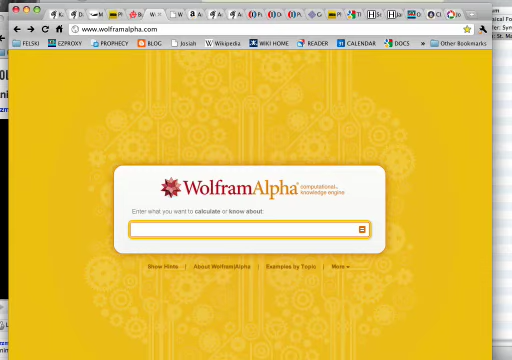 www.wolframalpha.com
FELSKI EZPROXY PROPHECY BLOG Josiah Wikipedia WIKI HOME READER CALENDAR DOCS » Other Bookmarks
WolframAlpha computational knowledge engine
Enter what you want to calculate or know about:
Show Hints | About Wolfram|Alpha | Examples by Topic | More